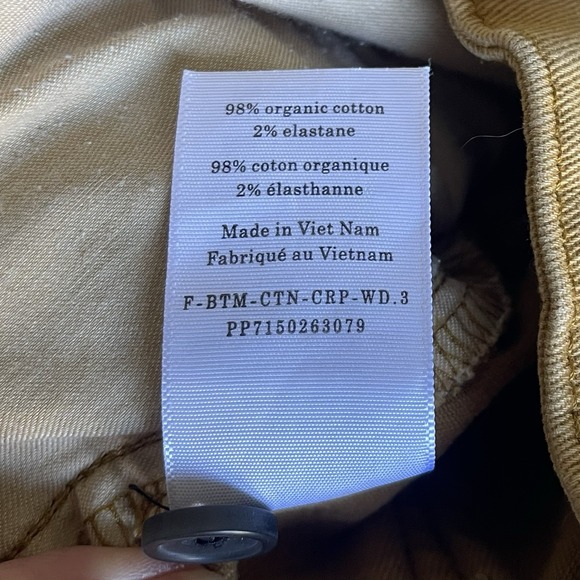 98% organic cotton
2% elastane
98% coton organique
2% élasthanne
Made in Viet Nam
Fabriqué au Vietnam
F-BTM-CTN-CRP-WD.3
PP7150263079